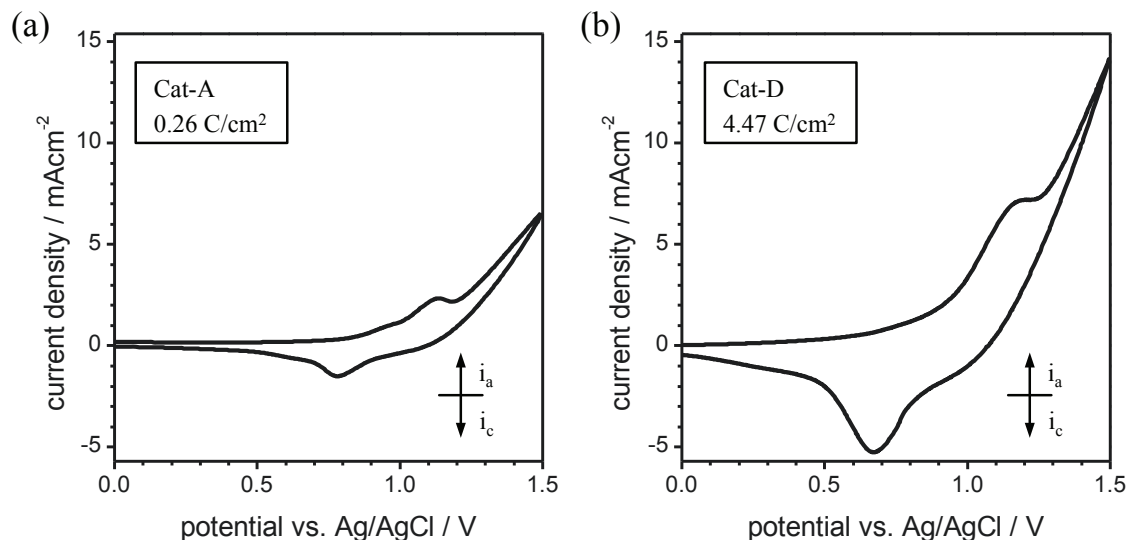 (a)
current density / mAcm⁻²
15
10
5
0
-5
Cat-A
0.26 C/cm²
iₐ
i꜀
0.0
0.5
1.0
1.5
potential vs. Ag/AgCl / V
(b)
current density / mAcm⁻²
15
10
5
0
-5
Cat-D
4.47 C/cm²
iₐ
i꜀
0.0
0.5
1.0
1.5
potential vs. Ag/AgCl / V